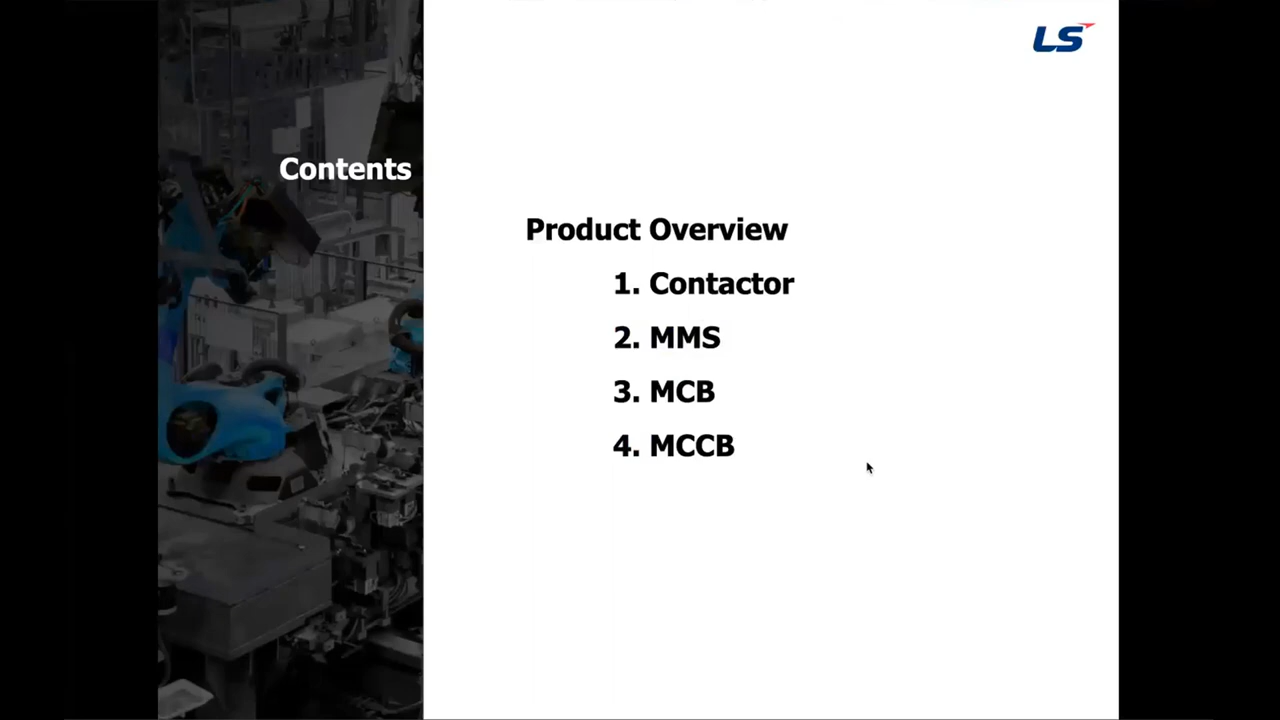 LS
Contents
Product Overview
1. Contactor
2. MMS
3. MCB
4. MCCB